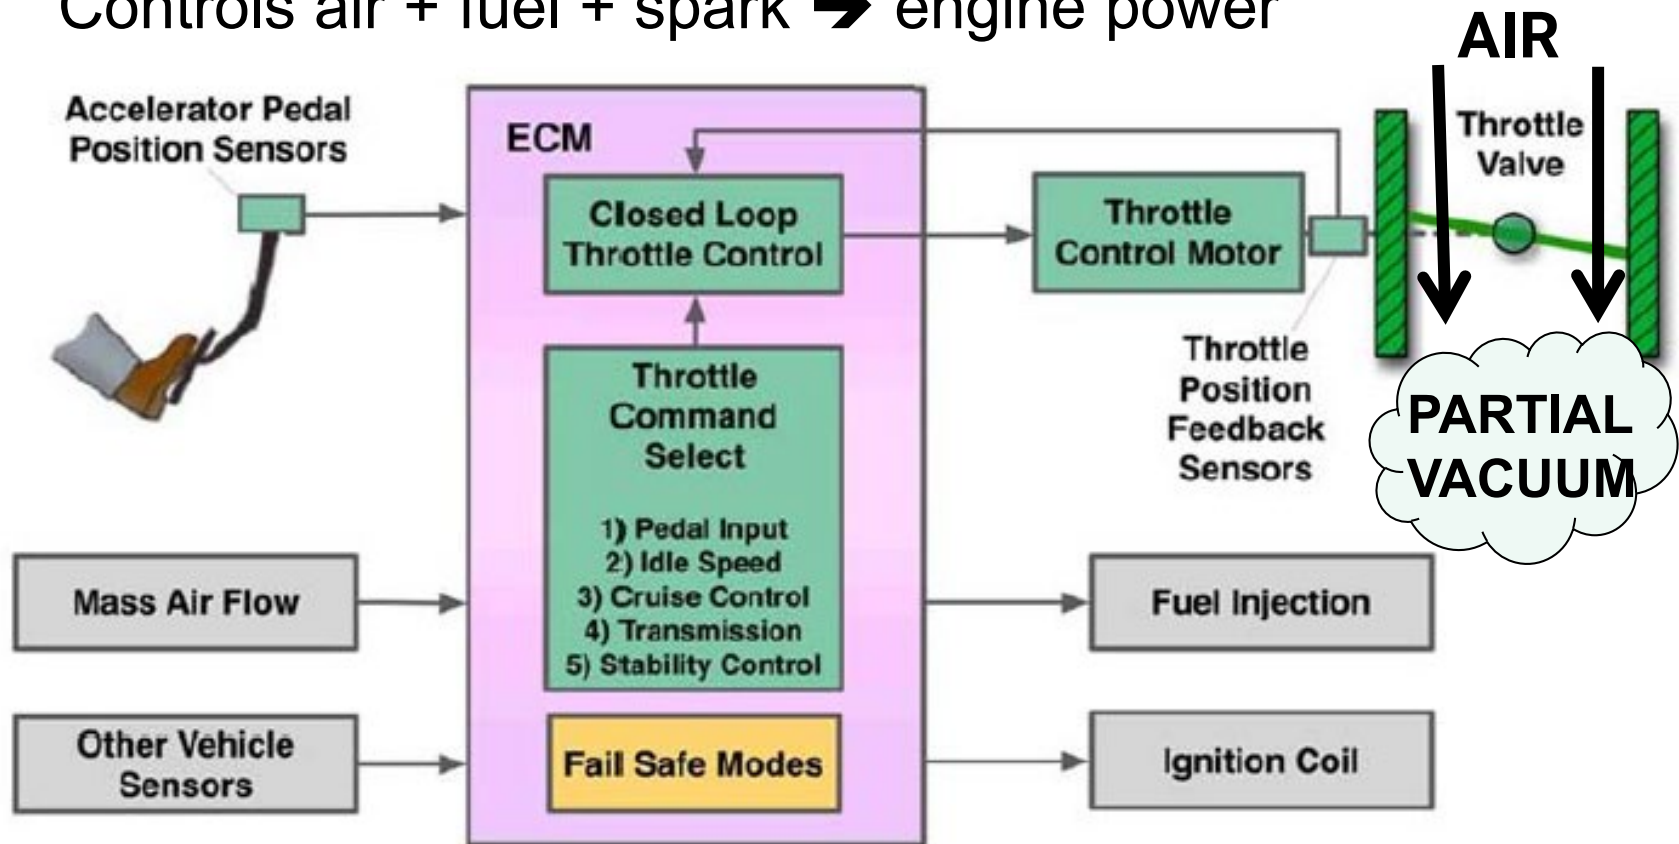 Controls air + fuel + spark ➔ engine power
AIR
Accelerator Pedal
Position Sensors
ECM
Closed Loop
Throttle Control
Throttle
Control Motor
Throttle
Valve
Throttle
Command
Select
1) Pedal Input
2) Idle Speed
3) Cruise Control
4) Transmission
5) Stability Control
Throttle
Position
Feedback
Sensors
PARTIAL
VACUUM
Mass Air Flow
Fuel Injection
Other Vehicle
Sensors
Fail Safe Modes
Ignition Coil